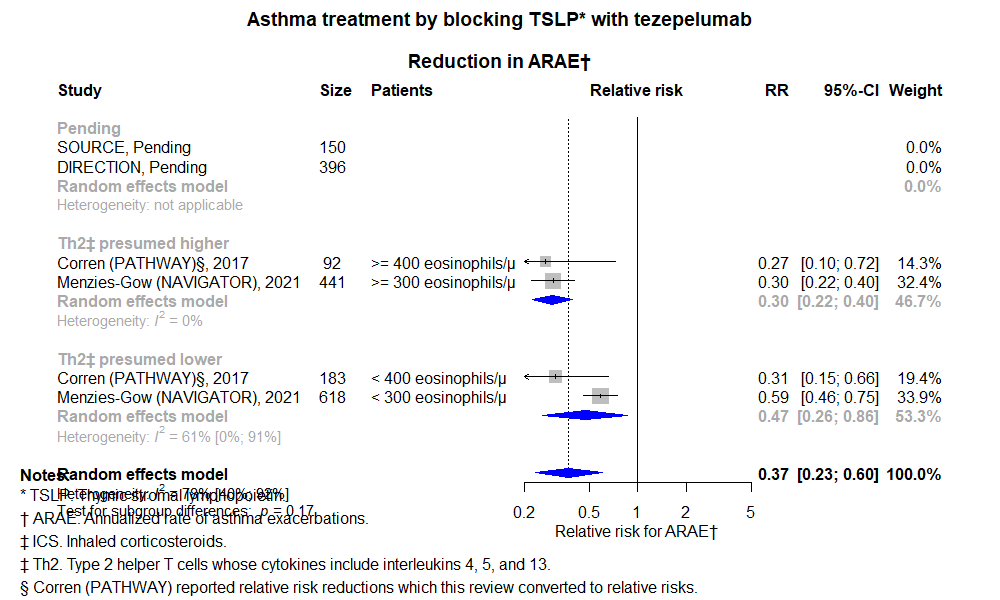 Asthma treatment by blocking TSLP* with tezepelumab
Reduction in ARAE†
Study Size Patients Relative risk RR 95%-CI Weight
Pending
SOURCE, Pending 150 0.0%
DIRECTION, Pending 396 0.0%
Random effects model 0.0%
Heterogeneity: not applicable
Th2‡ presumed higher
Corren (PATHWAY)§, 2017 92 >= 400 eosinophils/µ 0.27 [0.10; 0.72] 14.3%
Menzies-Gow (NAVIGATOR), 2021 441 >= 300 eosinophils/µ 0.30 [0.22; 0.40] 32.4%
Random effects model 0.30 [0.22; 0.40] 46.7%
Heterogeneity: I² = 0%
Th2‡ presumed lower
Corren (PATHWAY)§, 2017 183 < 400 eosinophils/µ 0.31 [0.15; 0.66] 19.4%
Menzies-Gow (NAVIGATOR), 2021 618 < 300 eosinophils/µ 0.59 [0.46; 0.75] 33.9%
Random effects model 0.47 [0.26; 0.86] 53.3%
Heterogeneity: I² = 61% [0%; 91%]
Random effects model 0.37 [0.23; 0.60] 100.0%
Heterogeneity: I² = 79% [40%; 92%]
Test for subgroup differences: p = 0.17
0.2 0.5 1 2 5
Relative risk for ARAE†
Notes:
* TSLP. Thymic stromal lymphopoietin.
† ARAE. Annualized rate of asthma exacerbations.
‡ ICS. Inhaled corticosteroids.
‡ Th2. Type 2 helper T cells whose cytokines include interleukins 4, 5, and 13.
§ Corren (PATHWAY) reported relative risk reductions which this review converted to relative risks.